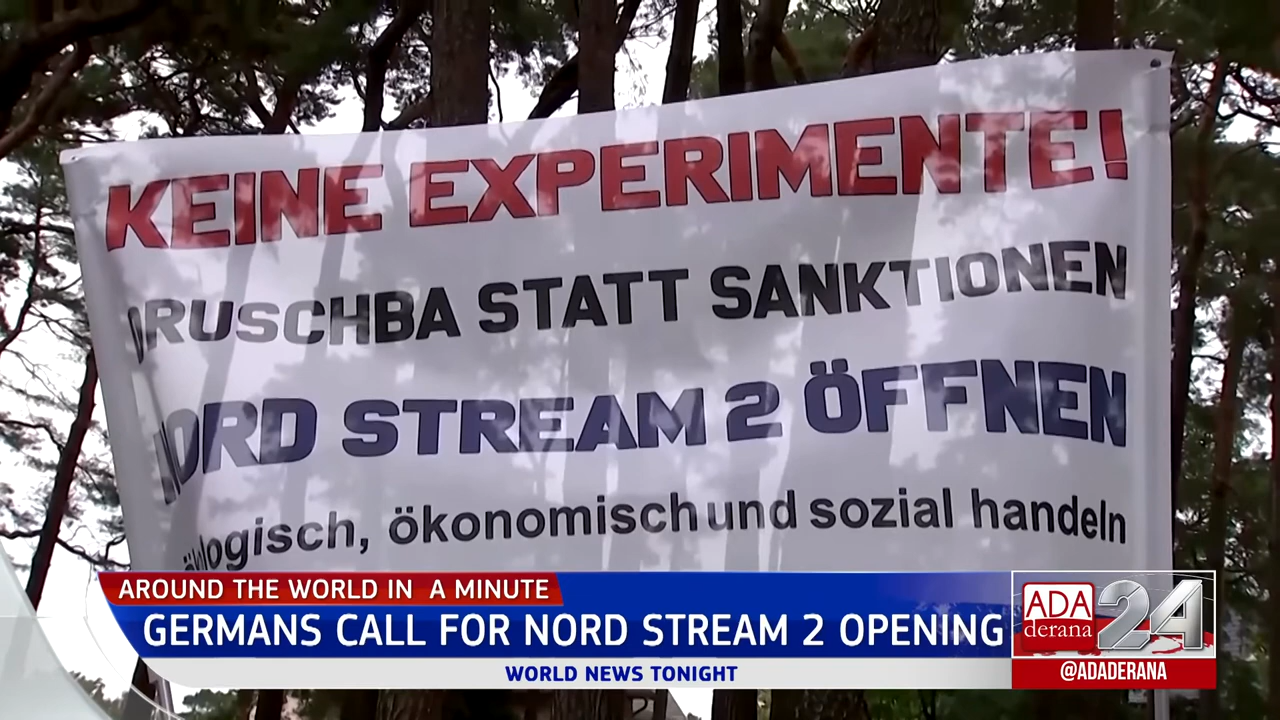 KEINE EXPERIMENTE!
DRUSCHBA STATT SANKTIONEN
NORD STREAM 2 ÖFFNEN
ökologisch, ökonomisch und sozial handeln
AROUND THE WORLD IN A MINUTE
GERMANS CALL FOR NORD STREAM 2 OPENING
WORLD NEWS TONIGHT
ADA
derana
24
@ADADERANA